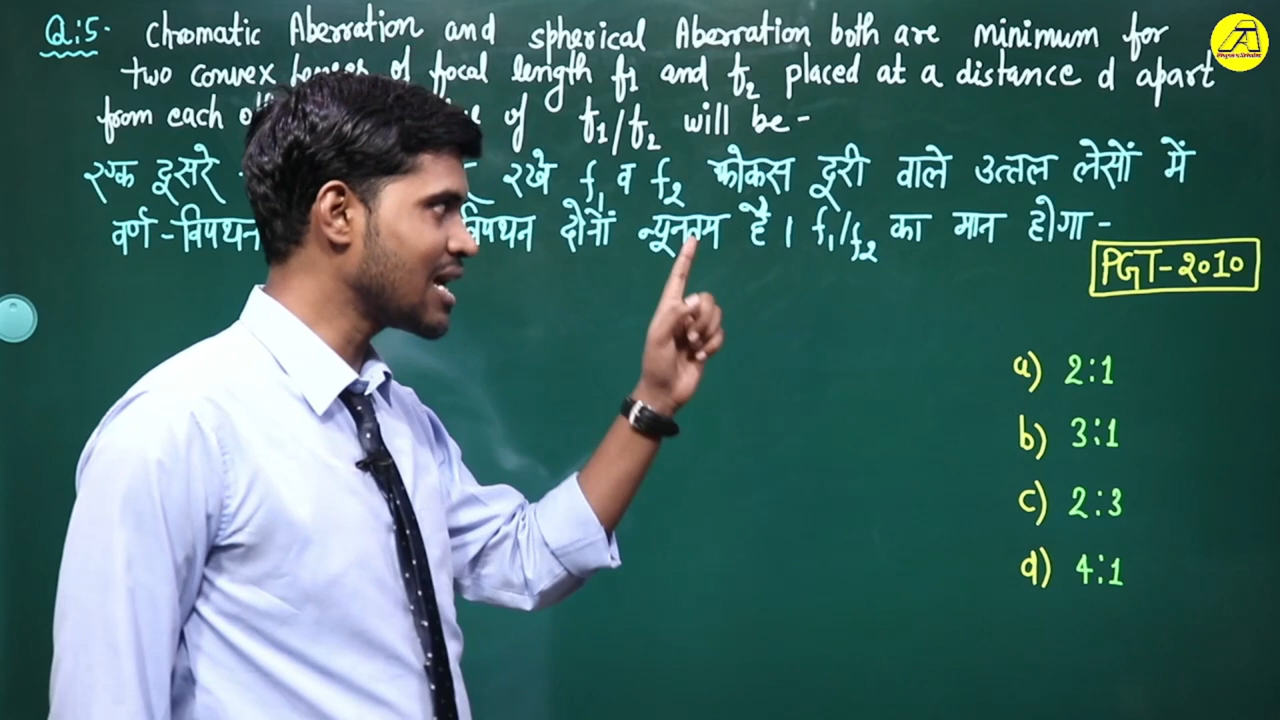 Q:5- Chromatic Aberration and spherical Aberration both are minimum for
two convex lenses of focal length f1 and f2 placed at a distance d apart
from each of f1/f2 will be -
एक दूसरे रखे f1 व f2 फोकस दूरी वाले उत्तल लेंसों में
वर्ण-विपथन विपथन दोनों न्यूनतम है। f1/f2 का मान होगा -
PGT-2010
a) 2:1
b) 3:1
c) 2:3
d) 4:1